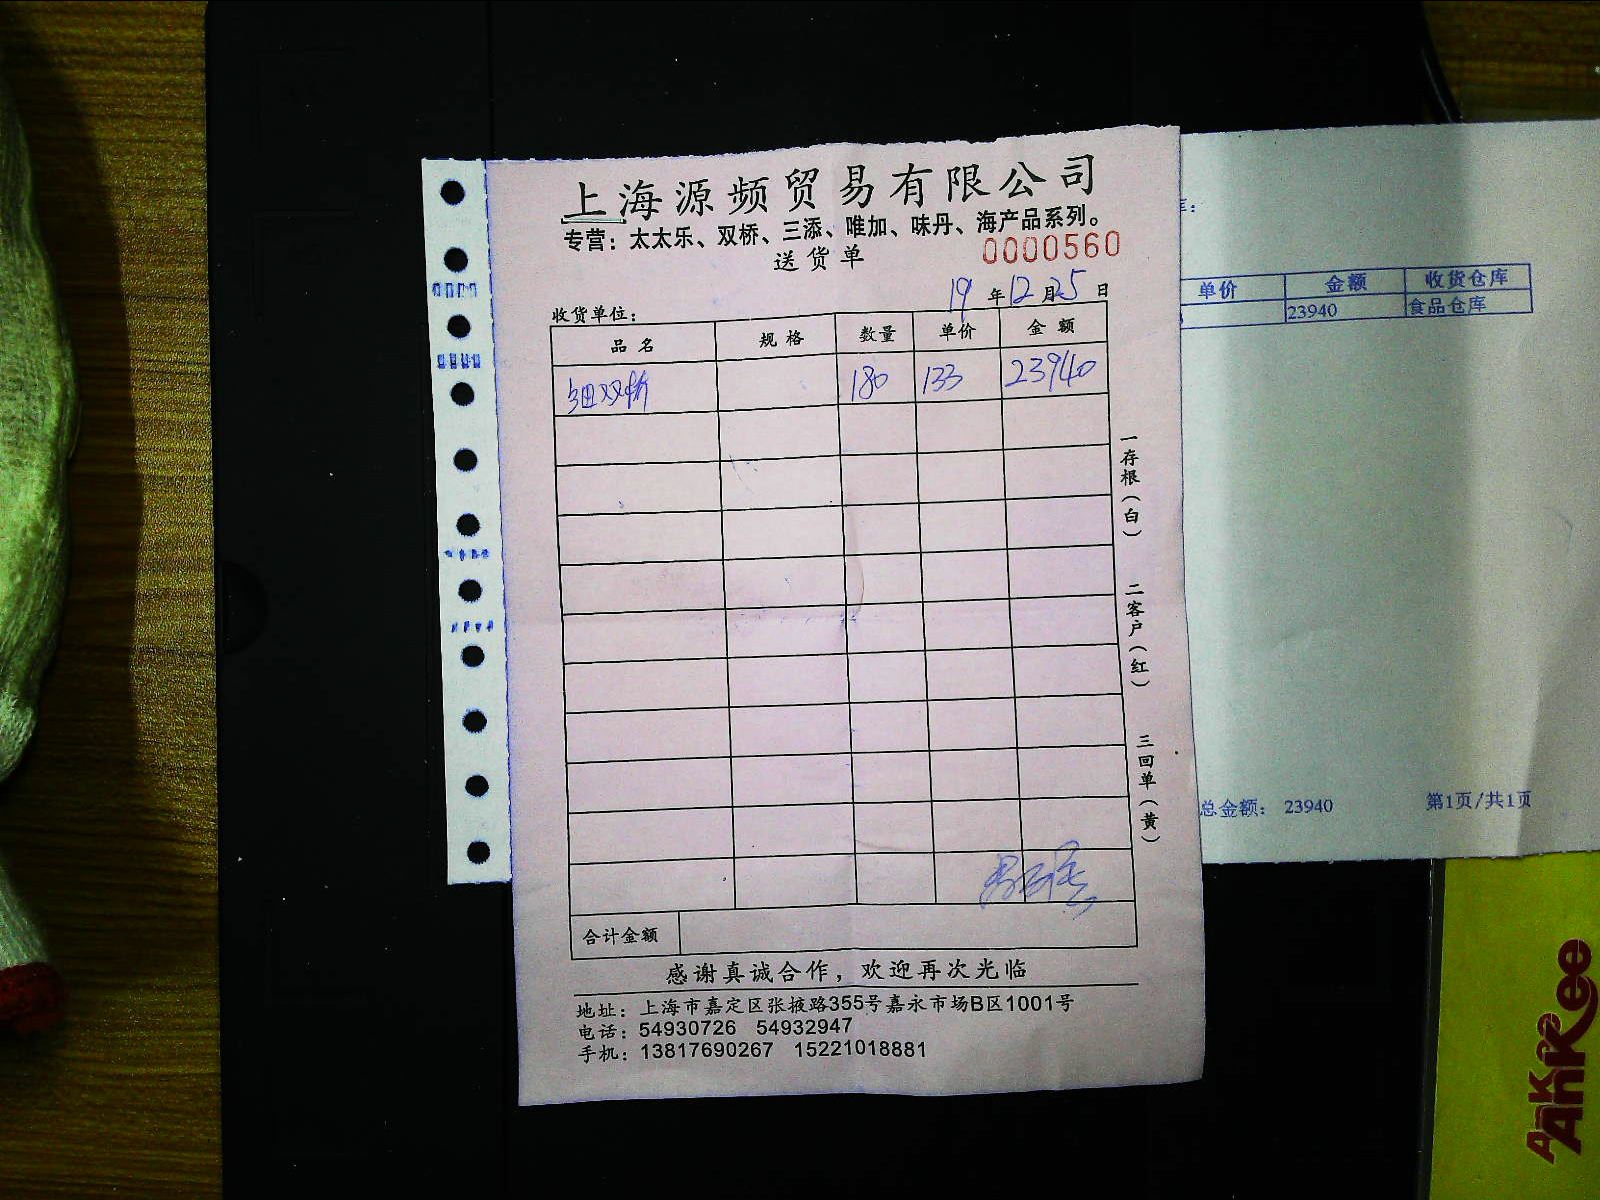 上海源频贸易有限公司
专营：太太乐、双桥、三添、唯加、味丹、海产品系列。
送货单 0000560
19年12月25日
收货单位：
品名 规格 数量 单价 金额
细双桥 180 133 23940
合计金额
感谢真诚合作，欢迎再次光临
地址：上海市嘉定区张掖路355号嘉永市场B区1001号
电话：54930726 54932947
手机：13817690267 15221018881
一存根（白）
二客户（红）
三回单（黄）
单价 金额 收货仓库
23940 食品仓库
总金额： 23940 第1页/共1页
AnKee